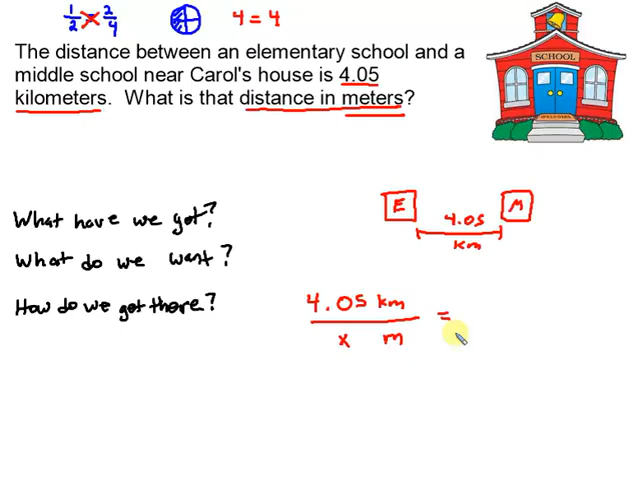 1/2 = 2/4 4 = 4
The distance between an elementary school and a
middle school near Carol's house is 4.05
kilometers. What is that distance in meters?
SCHOOL
WELCOME
What have we got?
What do we want?
How do we get there?
E M
4.05
km
4.05 km
=
x m